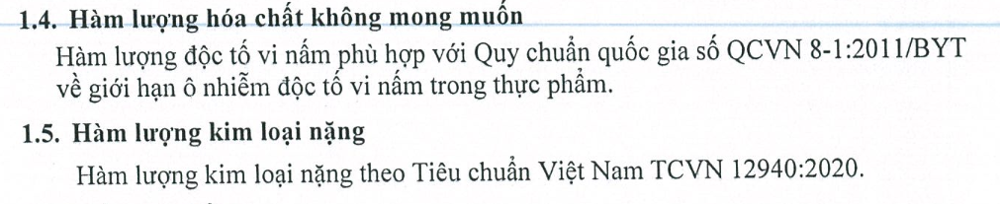 1.4. Hàm lượng hóa chất không mong muốn
Hàm lượng độc tố vi nấm phù hợp với Quy chuẩn quốc gia số QCVN 8-1:2011/BYT
về giới hạn ô nhiễm độc tố vi nấm trong thực phẩm.
1.5. Hàm lượng kim loại nặng
Hàm lượng kim loại nặng theo Tiêu chuẩn Việt Nam TCVN 12940:2020.